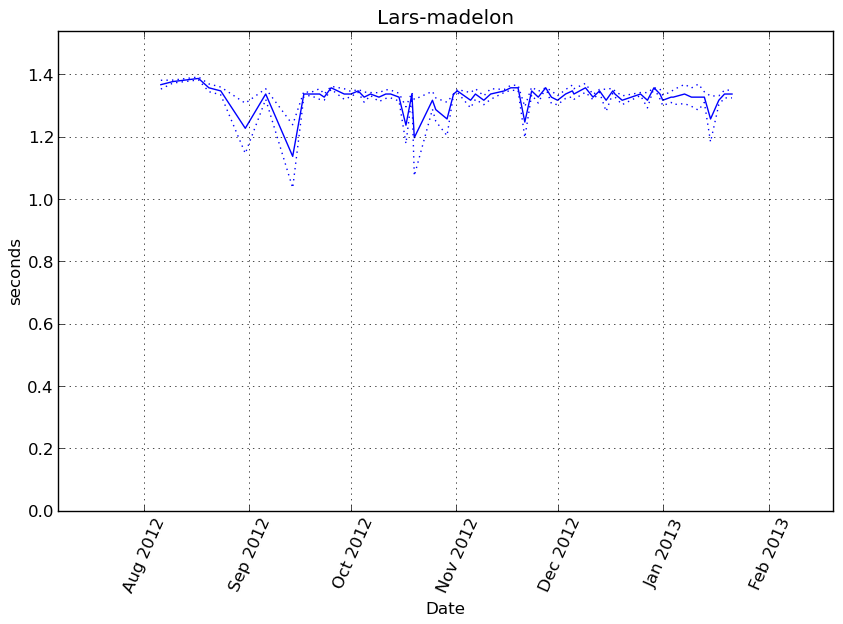 Lars-madelon
1.4
1.2
1.0
0.8
0.6
0.4
0.2
0.0
seconds
Aug 2012
Sep 2012
Oct 2012
Nov 2012
Dec 2012
Jan 2013
Feb 2013
Date